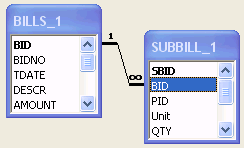 BILLS_1
BID
BIDNO
TDATE
DESCR
AMOUNT
1
∞
SUBBILL_1
SBID
BID
PID
Unit
QTY